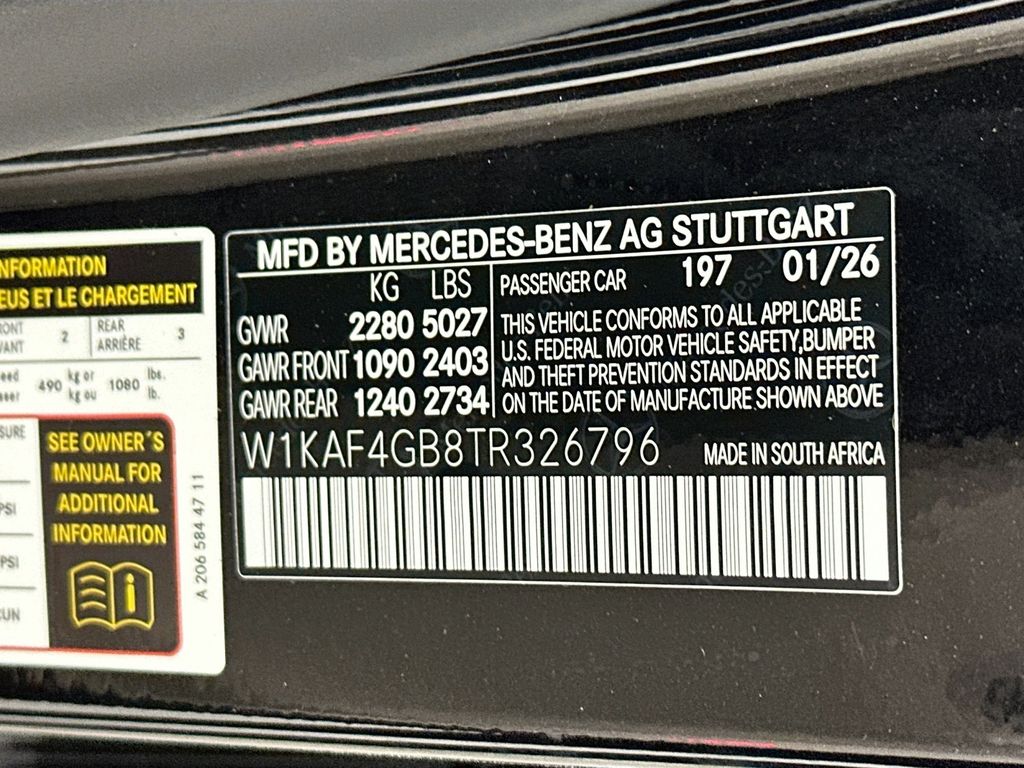 NFORMATION
EUS ET LE CHARGEMENT
RONT
VANT
2
REAR
ARRIÈRE
3
490
kg or
kg ou
1080
lbs.
lb.
SEE OWNER´S
MANUAL FOR
ADDITIONAL
INFORMATION
PSI
PSI
A 206 584 47 11
MFD BY MERCEDES-BENZ AG STUTTGART
KG LBS
GVWR 2280 5027
GAWR FRONT 1090 2403
GAWR REAR 1240 2734
PASSENGER CAR 197 01/26
THIS VEHICLE CONFORMS TO ALL APPLICABLE
U.S. FEDERAL MOTOR VEHICLE SAFETY,BUMPER
AND THEFT PREVENTION STANDARDS IN EFFECT
ON THE DATE OF MANUFACTURE SHOWN ABOVE
W1KAF4GB8TR326796
MADE IN SOUTH AFRICA